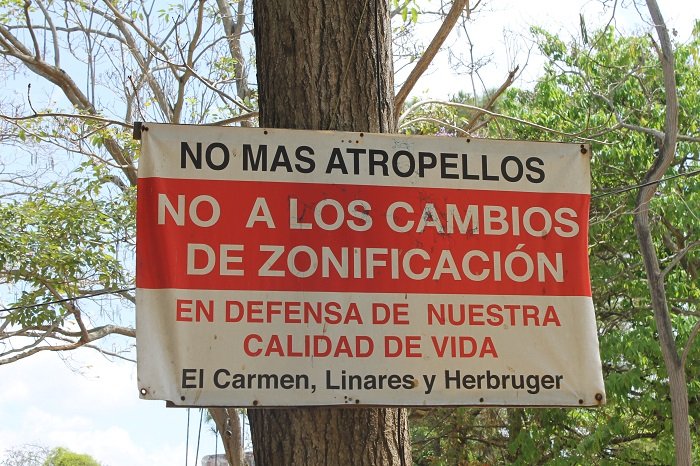 NO MAS ATROPELLOS
NO A LOS CAMBIOS
DE ZONIFICACIÓN
EN DEFENSA DE NUESTRA
CALIDAD DE VIDA
El Carmen, Linares y Herbruger